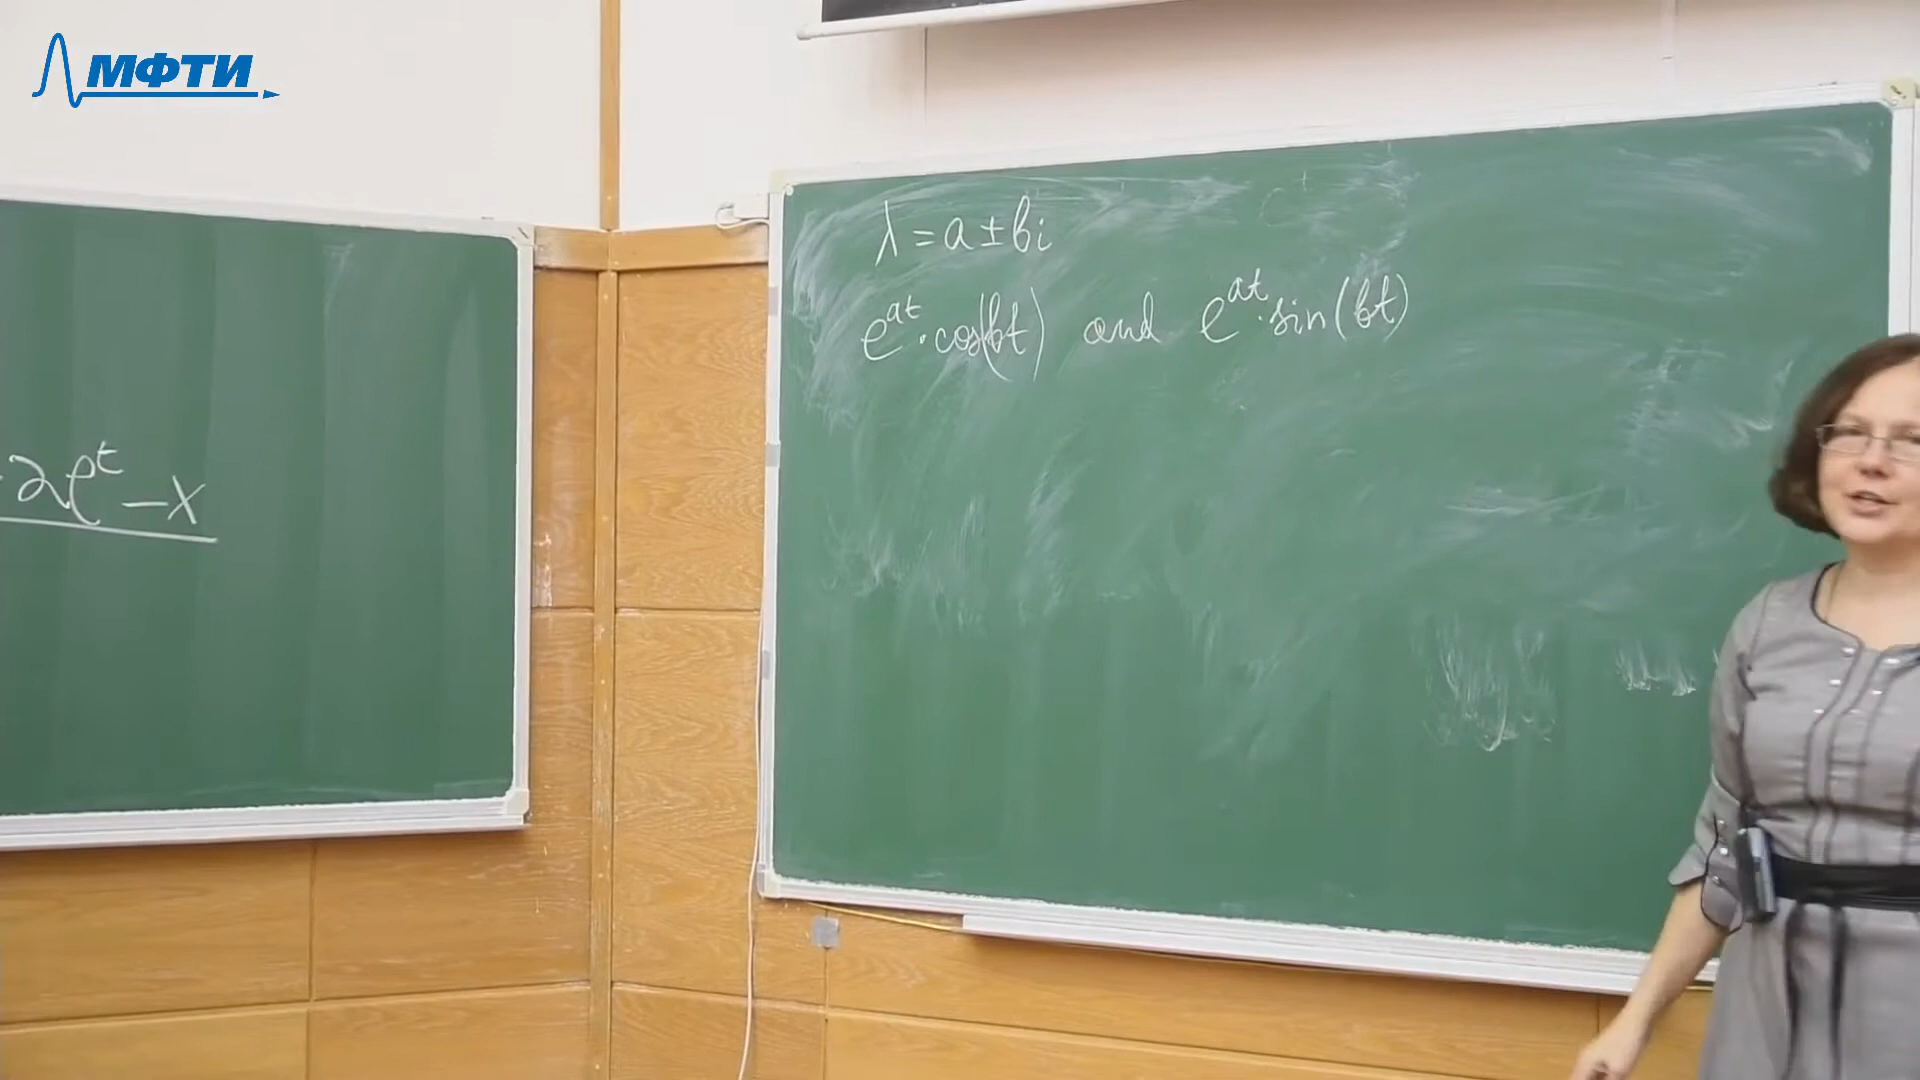 МФТИ
λ = a ± bi
e^{at} · cos(bt) and e^{at} · sin(bt)
2e^t - x